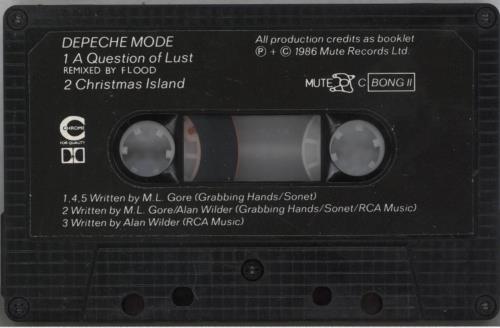 DEPECHE MODE
1 A Question of Lust
REMIXED BY FLOOD
2 Christmas Island
All production credits as booklet
Ⓟ + © 1986 Mute Records Ltd.
MUTE C BONG II
CHROME
FOR QUALITY
1,4,5 Written by M.L. Gore (Grabbing Hands/Sonet)
2 Written by M.L. Gore/Alan Wilder (Grabbing Hands/Sonet/RCA Music)
3 Written by Alan Wilder (RCA Music)